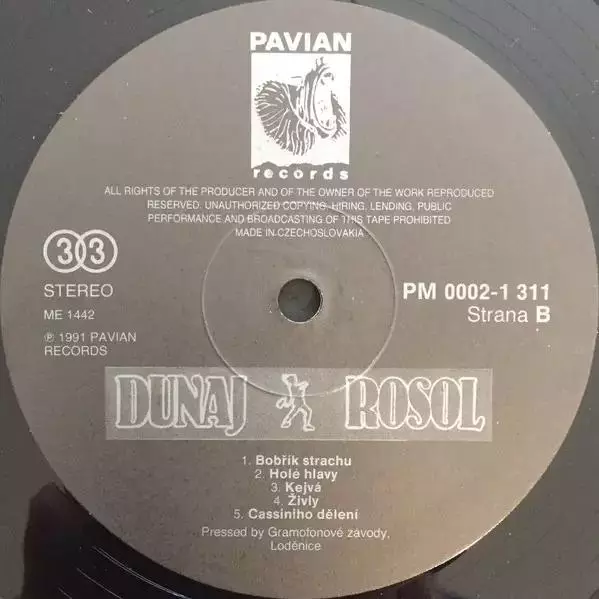 PAVIAN
records
ALL RIGHTS OF THE PRODUCER AND OF THE OWNER OF THE WORK REPRODUCED
RESERVED. UNAUTHORIZED COPYING, HIRING, LENDING, PUBLIC
PERFORMANCE AND BROADCASTING OF THIS TAPE PROHIBITED
MADE IN CZECHOSLOVAKIA
33
STEREO
ME 1442
℗ 1991 PAVIAN
RECORDS
PM 0002-1 311
Strana B
DUNAJ ROSOL
1. Bobřík strachu
2. Holé hlavy
3. Kejvá
4. Živly
5. Cassiniho dělení
Pressed by Gramofonové závody,
Loděnice